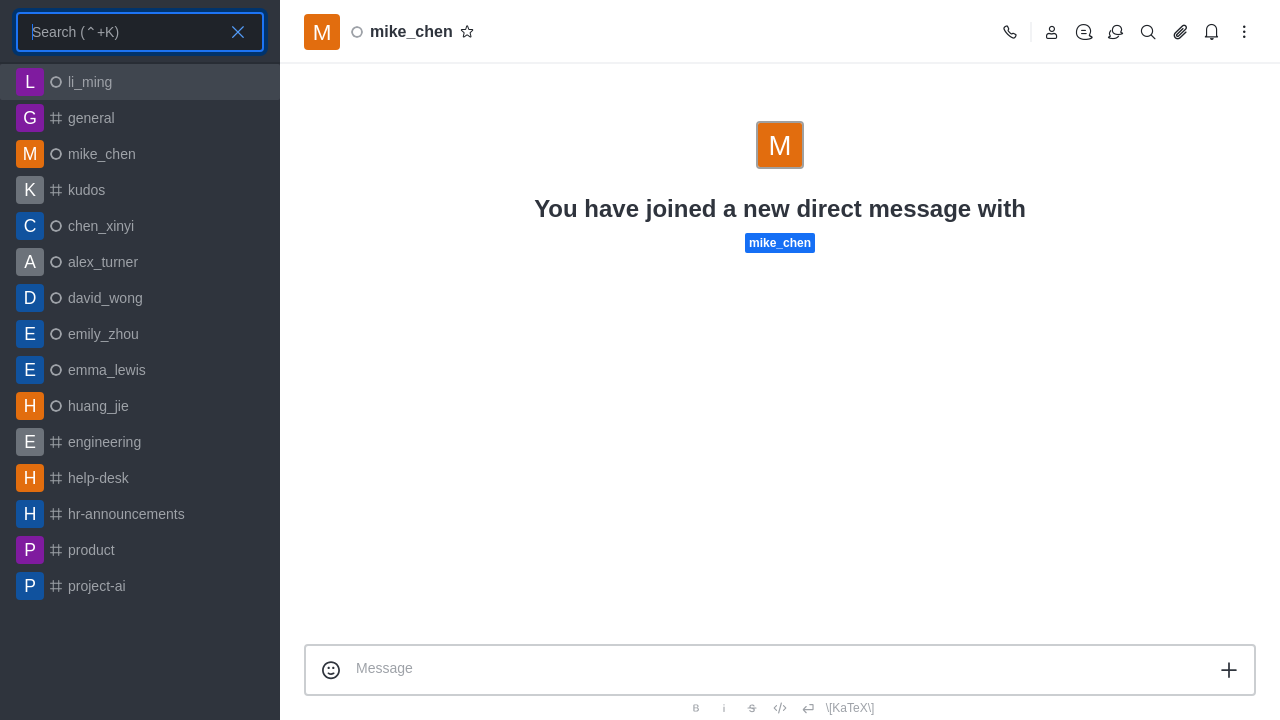 Search (⌃+K)
L li_ming
G general
M mike_chen
K kudos
C chen_xinyi
A alex_turner
D david_wong
E emily_zhou
E emma_lewis
H huang_jie
E engineering
H help-desk
H hr-announcements
P product
P project-ai
M mike_chen
M
You have joined a new direct message with
mike_chen
Message
B i S \[KaTeX\]